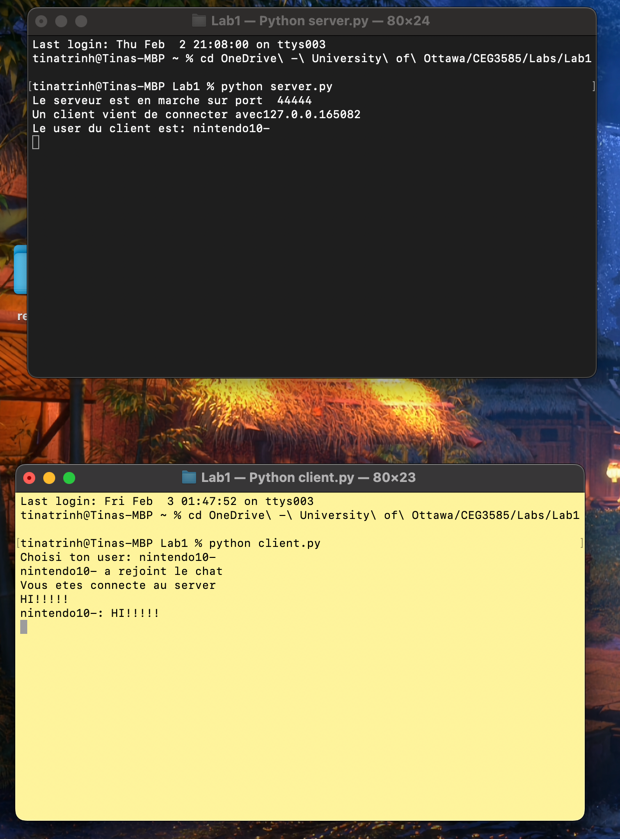 Lab1 — Python server.py — 80×24
Last login: Thu Feb  2 21:08:00 on ttys003
tinatrinh@Tinas-MBP ~ % cd OneDrive\ -\ University\ of\ Ottawa/CEG3585/Labs/Lab1
[tinatrinh@Tinas-MBP Lab1 % python server.py ]
Le serveur est en marche sur port  44444
Un client vient de connecter avec127.0.0.165082
Le user du client est: nintendo10-
re
Lab1 — Python client.py — 80×23
Last login: Fri Feb  3 01:47:52 on ttys003
tinatrinh@Tinas-MBP ~ % cd OneDrive\ -\ University\ of\ Ottawa/CEG3585/Labs/Lab1
[tinatrinh@Tinas-MBP Lab1 % python client.py ]
Choisi ton user: nintendo10-
nintendo10- a rejoint le chat
Vous etes connecte au server
HI!!!!!
nintendo10-: HI!!!!!